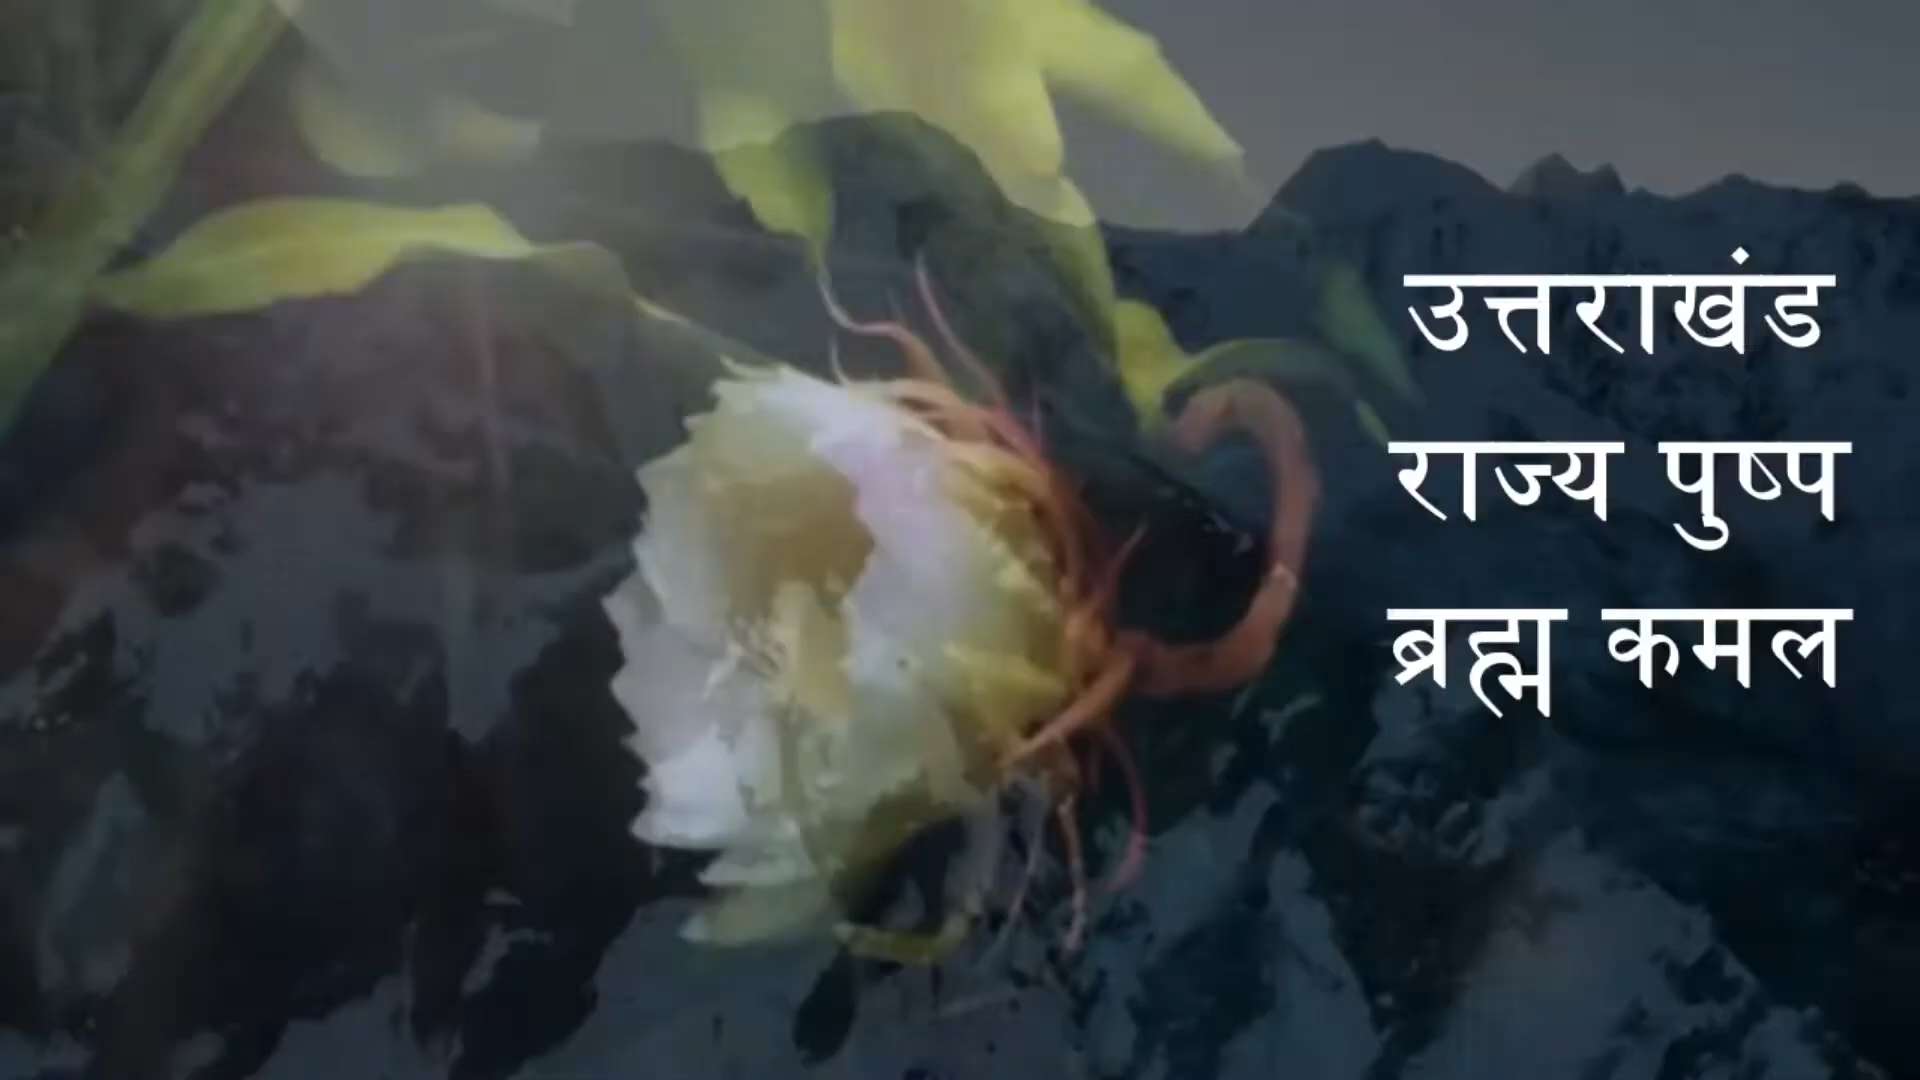 उत्तराखंड
राज्य पुष्प
ब्रह्म कमल